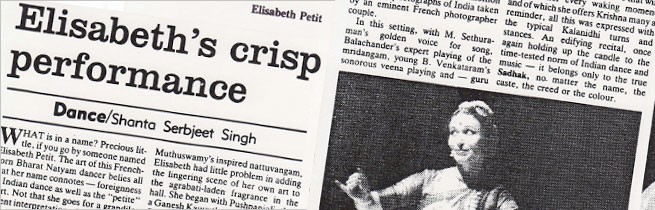 Elisabeth Petit
Elisabeth's crisp
performance
Dance/Shanta Serbjeet Singh
WHAT is in a name? Precious lit-
tle, if you go by someone named
Elisabeth Petit. The art of this French-
born Bharat Natyam dancer belies all
at her name connotes — foreignness
Indian dance as well as the "petite"
art. Not that she goes for a
Muthuswamy's inspired nattuvangam,
Elisabeth had little problem in adding
the lingering scene of her own art to
the agrabati-laden fragrance in the
hall. She began with
a Ganesh
of India taken
by an eminent French photographer
couple.
In this setting, with M. Sethura-
man's golden voice for song,
Balachander's expert playing of the
mridangam, young B. Venkataram's
sonorous veena playing and — guru
every waking
and of which she offers Krishna many a
reminder, all this was expressed with
the typical Kalanidhi turns and
stances. An edifying recital, once
again holding up the candle to the
time-tested norm of Indian dance and
music — it belongs only to the true
Sadhak, no matter the name, the
caste, the creed or the colour.